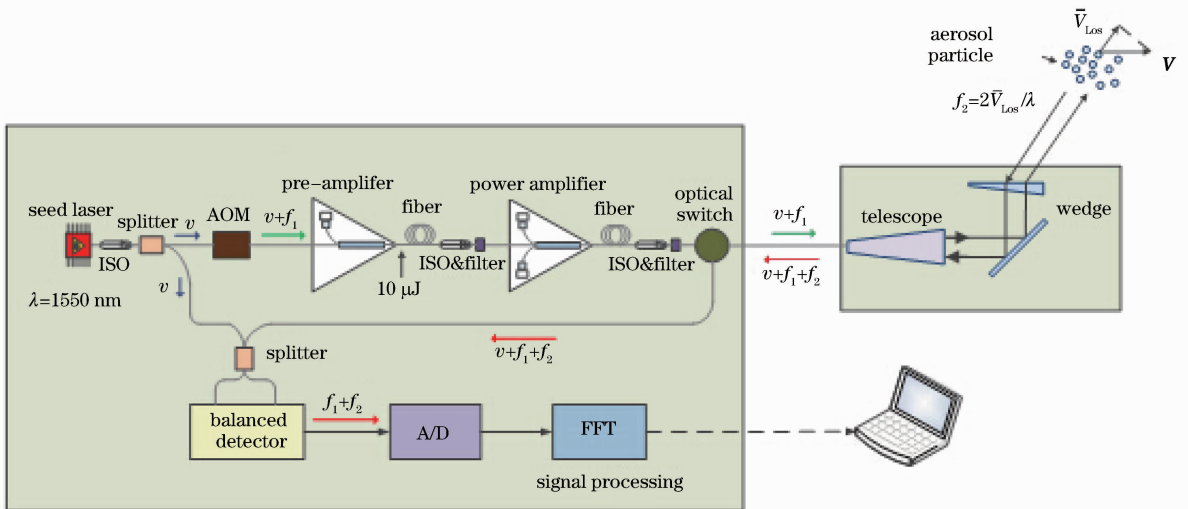 aerosol
particle
V̄Los
V
f2=2V̄Los/λ
seed laser
splitter
v
AOM
v+f1
pre-amplifer
fiber
power amplifier
fiber
optical
switch
v+f1
telescope
wedge
ISO
10 μJ
ISO&filter
ISO&filter
v+f1+f2
λ=1550 nm
v
splitter
v+f1+f2
balanced
detector
f1+f2
A/D
FFT
signal processing